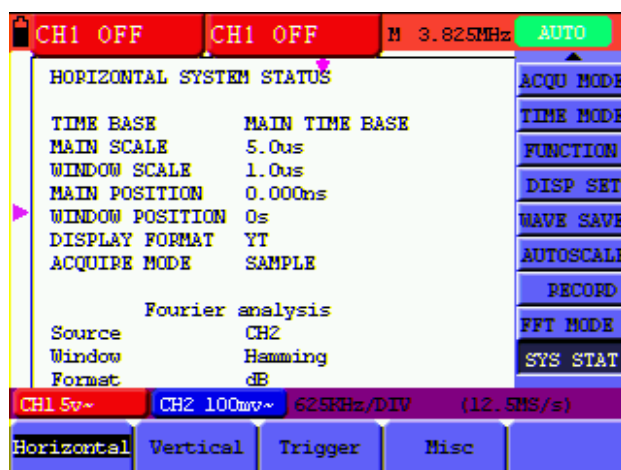 CH1 OFF CH1 OFF M 3.825MHz AUTO
HORIZONTAL SYSTEM STATUS
TIME BASE MAIN TIME BASE
MAIN SCALE 5.0us
WINDOW SCALE 1.0us
MAIN POSITION 0.000ns
WINDOW POSITION 0s
DISPLAY FORMAT YT
ACQUIRE MODE SAMPLE
Fourier analysis
Source CH2
Window Hamming
Format dB
ACQU MODE
TIME MODE
FUNCTION
DISP SET
WAVE SAVE
AUTOSCALE
RECORD
FFT MODE
SYS STAT
CH1 5v~ CH2 100mv~ 625KHz/DIV (12.5MS/s)
Horizontal Vertical Trigger Misc